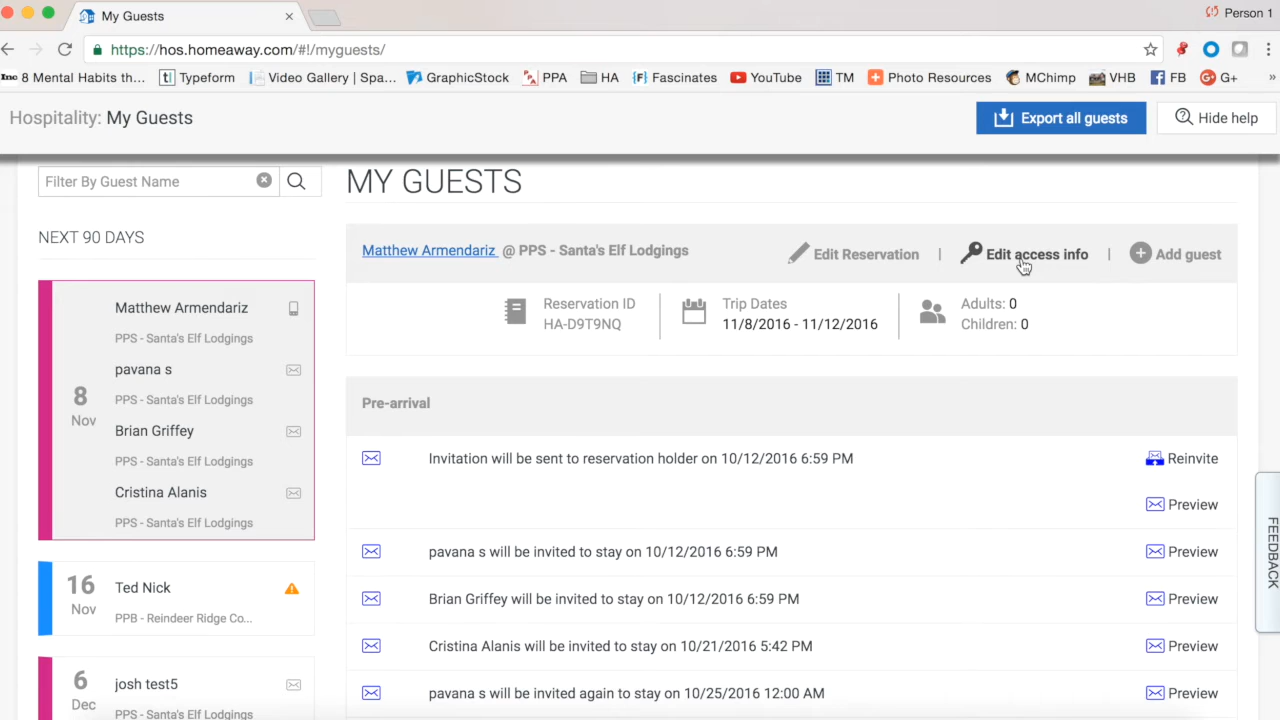 My Guests
Person 1
https://hos.homeaway.com/#!/myguests/
Inc 8 Mental Habits th...
t| Typeform
Video Gallery | Spa...
GraphicStock
PPA
HA
{F} Fascinates
YouTube
TM
Photo Resources
MChimp
VHB
FB
G+
»
Hospitality: My Guests
Export all guests
Hide help
Filter By Guest Name
NEXT 90 DAYS
8
Nov
Matthew Armendariz
PPS - Santa's Elf Lodgings
pavana s
PPS - Santa's Elf Lodgings
Brian Griffey
PPS - Santa's Elf Lodgings
Cristina Alanis
PPS - Santa's Elf Lodgings
16
Nov
Ted Nick
PPB - Reindeer Ridge Co...
6
Dec
josh test5
PPS - Santa's Elf Lodgings
MY GUESTS
Matthew Armendariz @ PPS - Santa's Elf Lodgings
Edit Reservation | Edit access info | Add guest
Reservation ID
HA-D9T9NQ
Trip Dates
11/8/2016 - 11/12/2016
Adults: 0
Children: 0
Pre-arrival
Invitation will be sent to reservation holder on 10/12/2016 6:59 PM
Reinvite
Preview
pavana s will be invited to stay on 10/12/2016 6:59 PM
Preview
Brian Griffey will be invited to stay on 10/12/2016 6:59 PM
Preview
Cristina Alanis will be invited to stay on 10/21/2016 5:42 PM
Preview
pavana s will be invited again to stay on 10/25/2016 12:00 AM
Preview
FEEDBACK